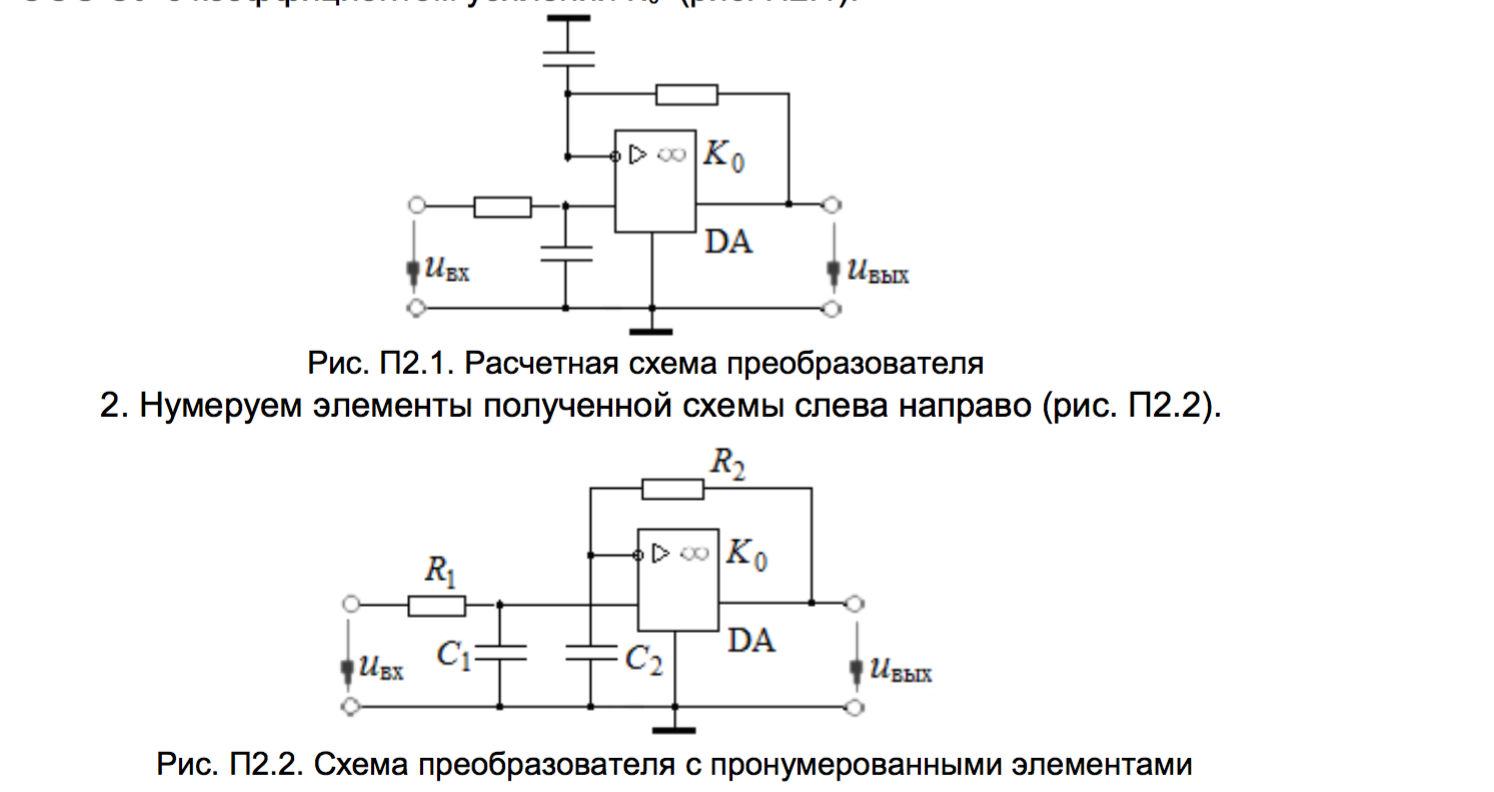 K0
DA
uвх
uвых
Рис. П2.1. Расчетная схема преобразователя
2. Нумеруем элементы полученной схемы слева направо (рис. П2.2).
R2
K0
R1
DA
C1
C2
uвх
uвых
Рис. П2.2. Схема преобразователя с пронумерованными элементами